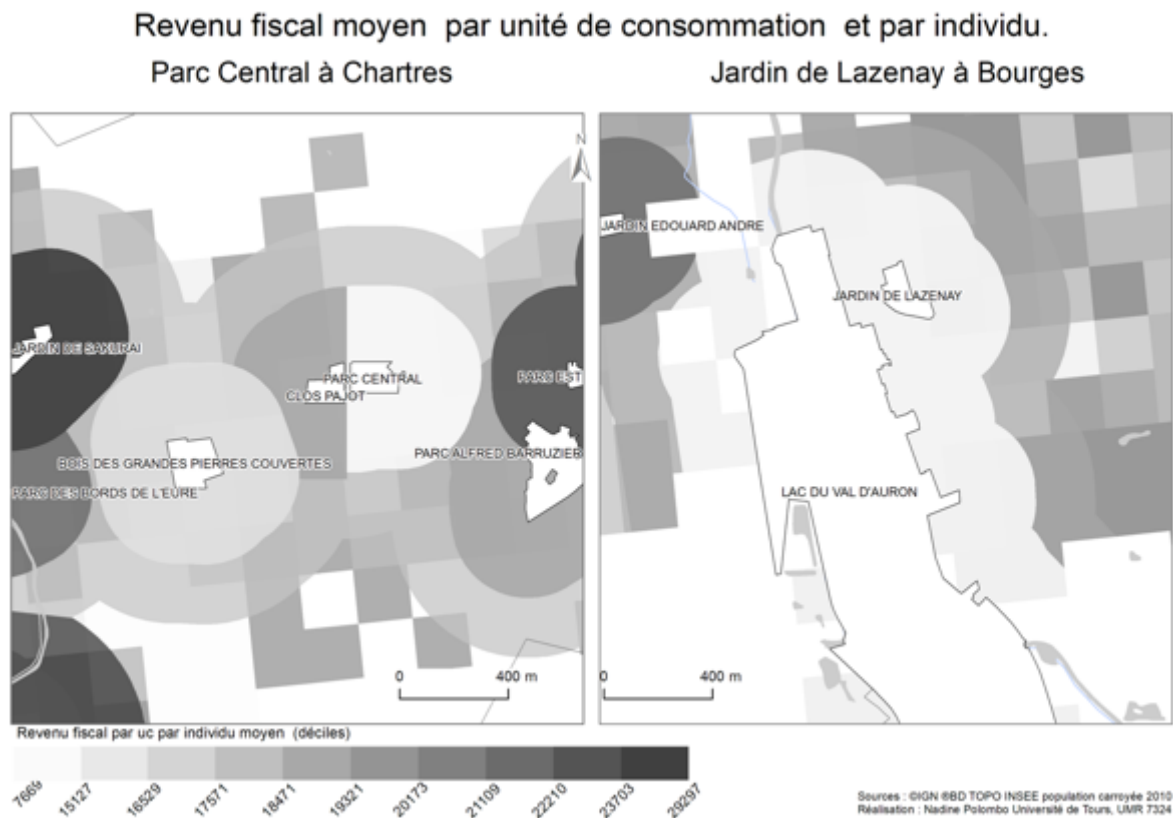 Revenu fiscal moyen par unité de consommation et par individu.
Parc Central à Chartres
Jardin de Lazenay à Bourges
N
JARDIN DE SAKURAI
PARC CENTRAL
CLOS PAJOT
PARC EST
PARC ALFRED BARRUZIER
BOIS DES GRANDES PIERRES COUVERTES
PARC DES BORDS DE L'EURE
0 400 m
JARDIN EDOUARD ANDRE
JARDIN DE LAZENAY
LAC DU VAL D'AURON
0 400 m
Revenu fiscal par uc par individu moyen (déciles)
7669 15127 16529 17571 18471 19321 20173 21109 22210 23703 29297
Sources : ©IGN ®BD TOPO INSEE population carroyée 2010
Réalisation : Nadine Polombo Université de Tours, UMR 7324